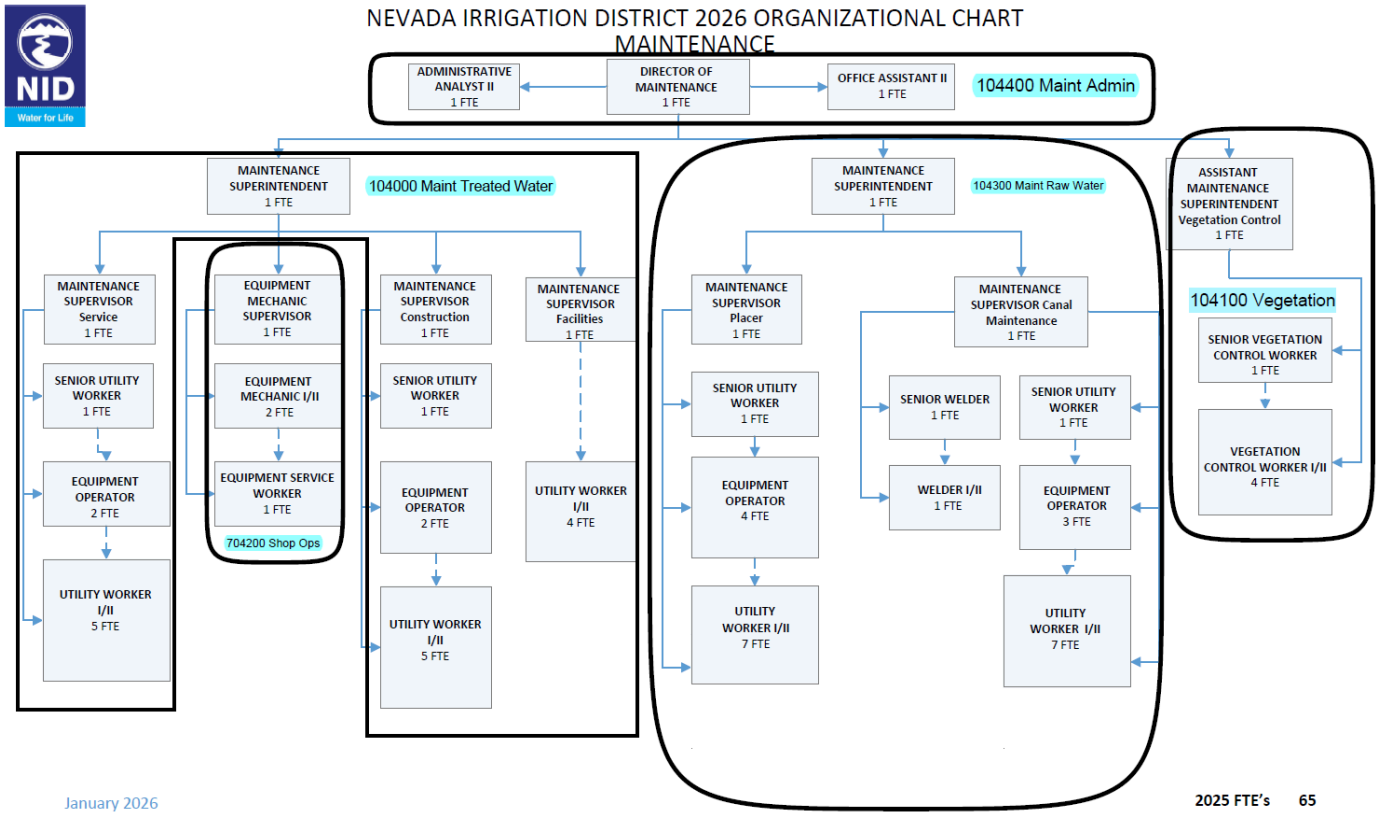 NEVADA IRRIGATION DISTRICT 2026 ORGANIZATIONAL CHART
MAINTENANCE
NID
Water for Life
ADMINISTRATIVE
ANALYST II
1 FTE
DIRECTOR OF
MAINTENANCE
1 FTE
OFFICE ASSISTANT II
1 FTE
104400 Maint Admin
MAINTENANCE
SUPERINTENDENT
1 FTE
104000 Maint Treated Water
MAINTENANCE
SUPERINTENDENT
1 FTE
104300 Maint Raw Water
ASSISTANT
MAINTENANCE
SUPERINTENDENT
Vegetation Control
1 FTE
MAINTENANCE
SUPERVISOR
Service
1 FTE
EQUIPMENT
MECHANIC
SUPERVISOR
1 FTE
MAINTENANCE
SUPERVISOR
Construction
1 FTE
MAINTENANCE
SUPERVISOR
Facilities
1 FTE
MAINTENANCE
SUPERVISOR
Placer
1 FTE
MAINTENANCE
SUPERVISOR Canal
Maintenance
1 FTE
104100 Vegetation
SENIOR UTILITY
WORKER
1 FTE
EQUIPMENT
MECHANIC I/II
2 FTE
SENIOR UTILITY
WORKER
1 FTE
SENIOR UTILITY
WORKER
1 FTE
SENIOR WELDER
1 FTE
SENIOR UTILITY
WORKER
1 FTE
SENIOR VEGETATION
CONTROL WORKER
1 FTE
EQUIPMENT
OPERATOR
2 FTE
EQUIPMENT SERVICE
WORKER
1 FTE
704200 Shop Ops
EQUIPMENT
OPERATOR
2 FTE
UTILITY WORKER
I/II
4 FTE
EQUIPMENT
OPERATOR
4 FTE
WELDER I/II
1 FTE
EQUIPMENT
OPERATOR
3 FTE
VEGETATION
CONTROL WORKER I/II
4 FTE
UTILITY WORKER
I/II
5 FTE
UTILITY WORKER
I/II
5 FTE
UTILITY
WORKER I/II
7 FTE
UTILITY
WORKER I/II
7 FTE
January 2026
2025 FTE's 65